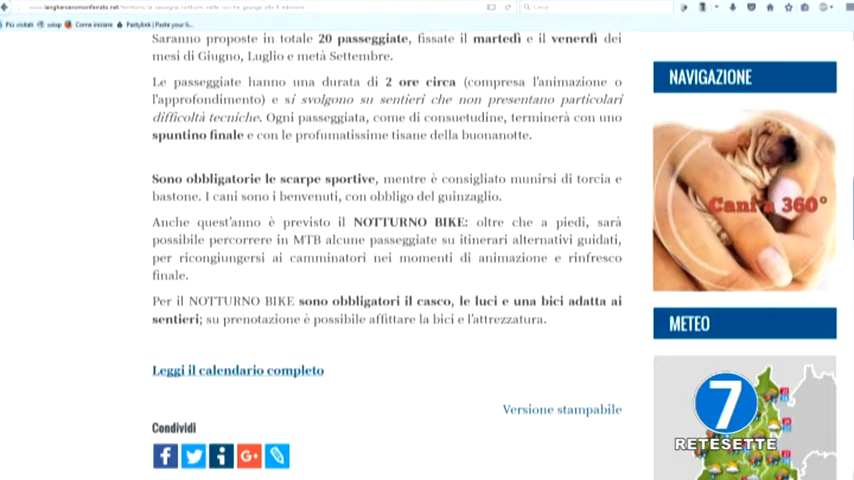 Più visitati
Come iniziare
Saranno proposte in totale 20 passeggiate, fissate il martedì e il venerdì dei
mesi di Giugno, Luglio e metà Settembre.
Le passeggiate hanno una durata di 2 ore circa (compresa l'animazione o
l'approfondimento) e si svolgono su sentieri che non presentano particolari
difficoltà tecniche. Ogni passeggiata, come di consuetudine, terminerà con uno
spuntino finale e con le profumatissime tisane della buonanotte.
Sono obbligatorie le scarpe sportive, mentre è consigliato munirsi di torcia e
bastone. I cani sono i benvenuti, con obbligo del guinzaglio.
Anche quest'anno è previsto il NOTTURNO BIKE: oltre che a piedi, sarà
possibile percorrere in MTB alcune passeggiate su itinerari alternativi guidati,
per ricongiungersi ai camminatori nei momenti di animazione e rinfresco
finale.
Per il NOTTURNO BIKE sono obbligatori il casco, le luci e una bici adatta ai
sentieri; su prenotazione è possibile affittare la bici e l'attrezzatura.
Leggi il calendario completo
Versione stampabile
Condividi
NAVIGAZIONE
Cani a 360°
METEO
7
RETESETTE